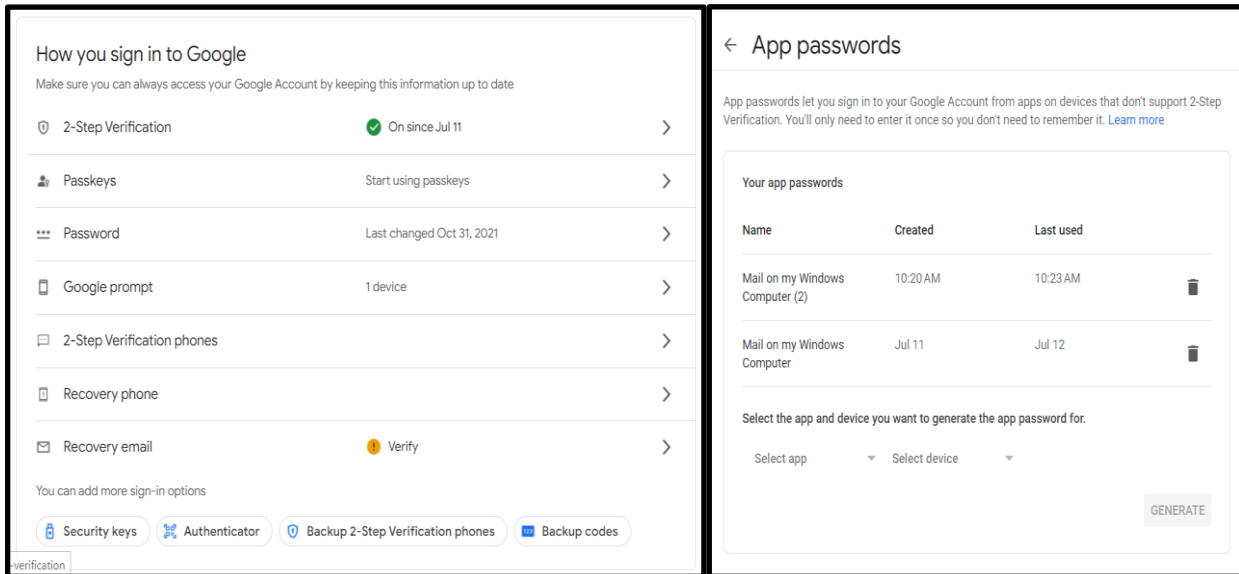 How you sign in to Google
Make sure you can always access your Google Account by keeping this information up to date
2-Step Verification On since Jul 11
Passkeys Start using passkeys
Password Last changed Oct 31, 2021
Google prompt 1 device
2-Step Verification phones
Recovery phone
Recovery email Verify
You can add more sign-in options
Security keys Authenticator Backup 2-Step Verification phones Backup codes
-verification
App passwords
App passwords let you sign in to your Google Account from apps on devices that don't support 2-Step
Verification. You'll only need to enter it once so you don't need to remember it. Learn more
Your app passwords
Name Created Last used
Mail on my Windows 10:20 AM 10:23 AM
Computer (2)
Mail on my Windows Jul 11 Jul 12
Computer
Select the app and device you want to generate the app password for.
Select app Select device
GENERATE